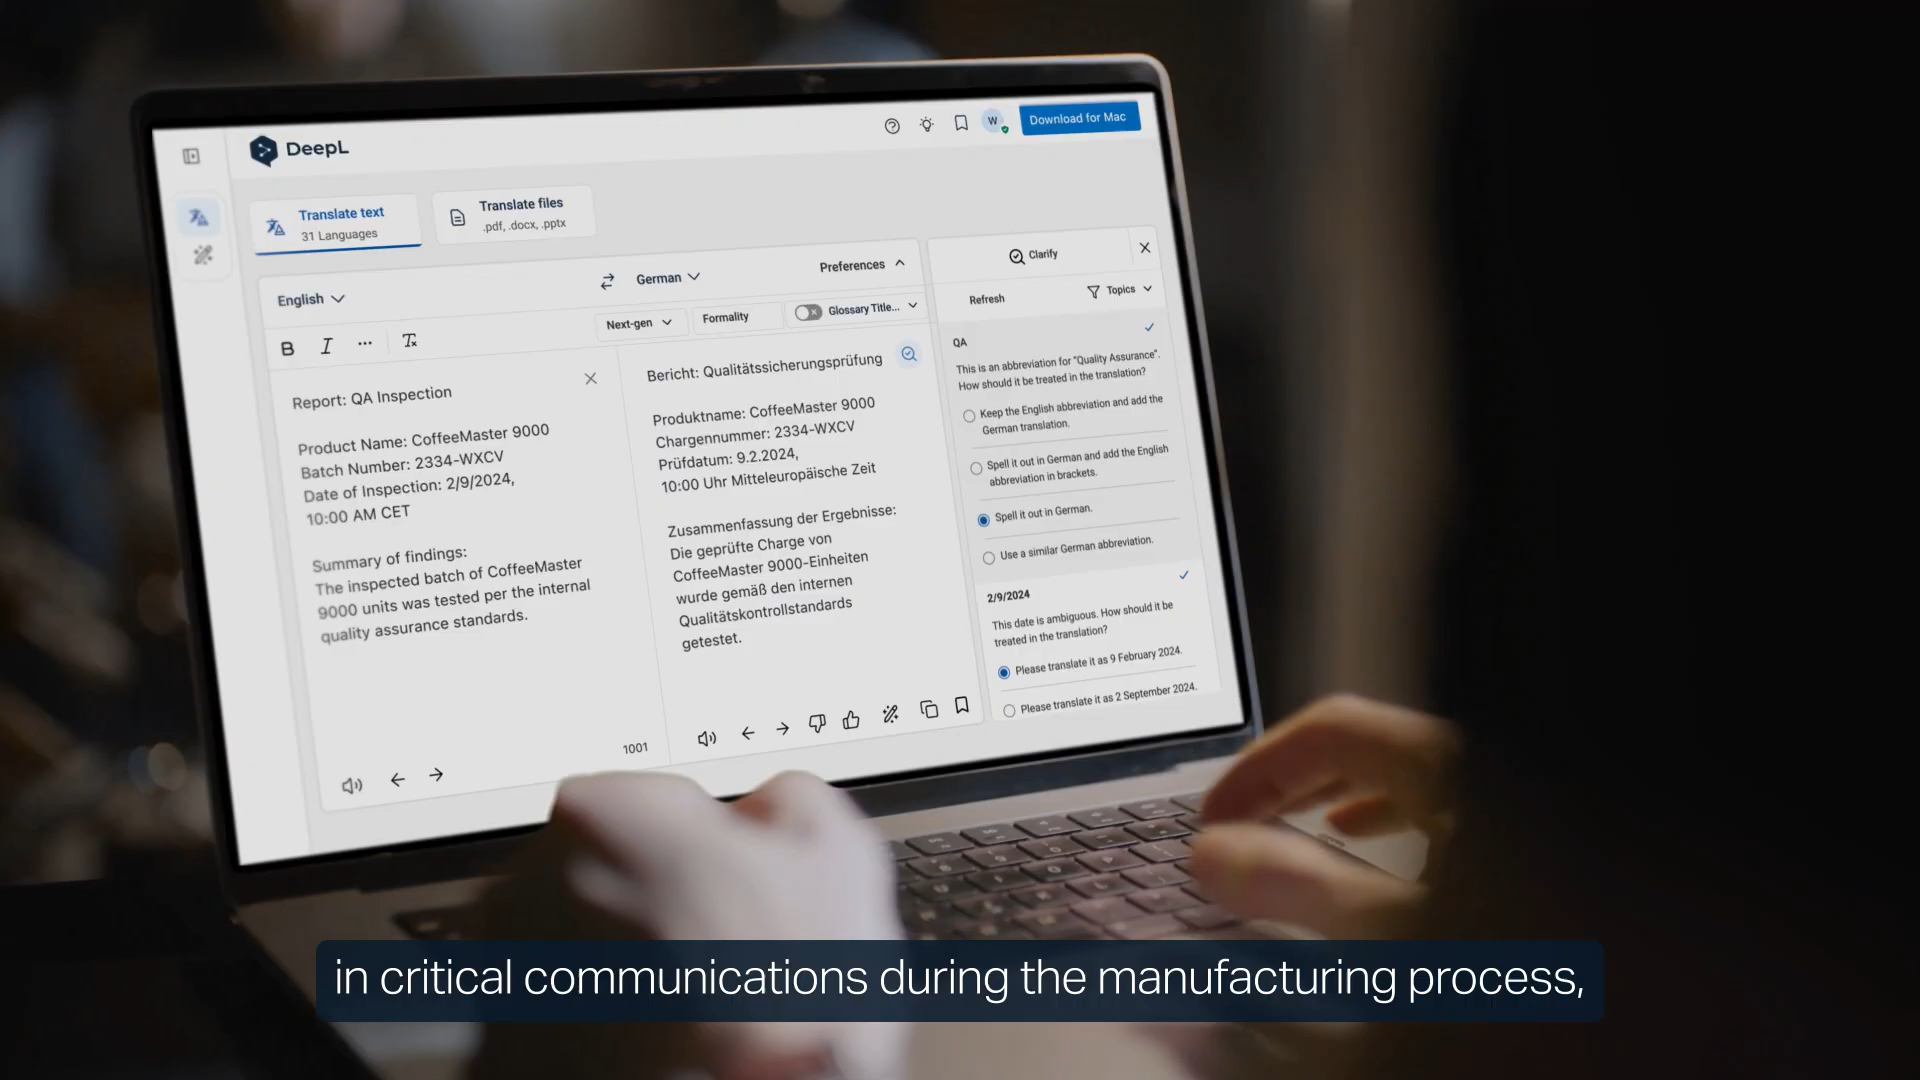 DeepL
W
Download for Mac
Translate text
31 Languages
Translate files
.pdf, .docx, .pptx
English
German
Preferences
B I ... Tx
Next-gen
Formality
Glossary Title...
Report: QA Inspection
Product Name: CoffeeMaster 9000
Batch Number: 2334-WXCV
Date of Inspection: 2/9/2024,
10:00 AM CET
Summary of findings:
The inspected batch of CoffeeMaster
9000 units was tested per the internal
quality assurance standards.
1001
Bericht: Qualitätssicherungsprüfung
Produktname: CoffeeMaster 9000
Chargennummer: 2334-WXCV
Prüfdatum: 9.2.2024,
10:00 Uhr Mitteleuropäische Zeit
Zusammenfassung der Ergebnisse:
Die geprüfte Charge von
CoffeeMaster 9000-Einheiten
wurde gemäß den internen
Qualitätskontrollstandards
getestet.
Clarify
Refresh
Topics
QA
This is an abbreviation for "Quality Assurance".
How should it be treated in the translation?
Keep the English abbreviation and add the
German translation.
Spell it out in German and add the English
abbreviation in brackets.
Spell it out in German.
Use a similar German abbreviation.
2/9/2024
This date is ambiguous. How should it be
treated in the translation?
Please translate it as 9 February 2024.
Please translate it as 2 September 2024.
in critical communications during the manufacturing process,